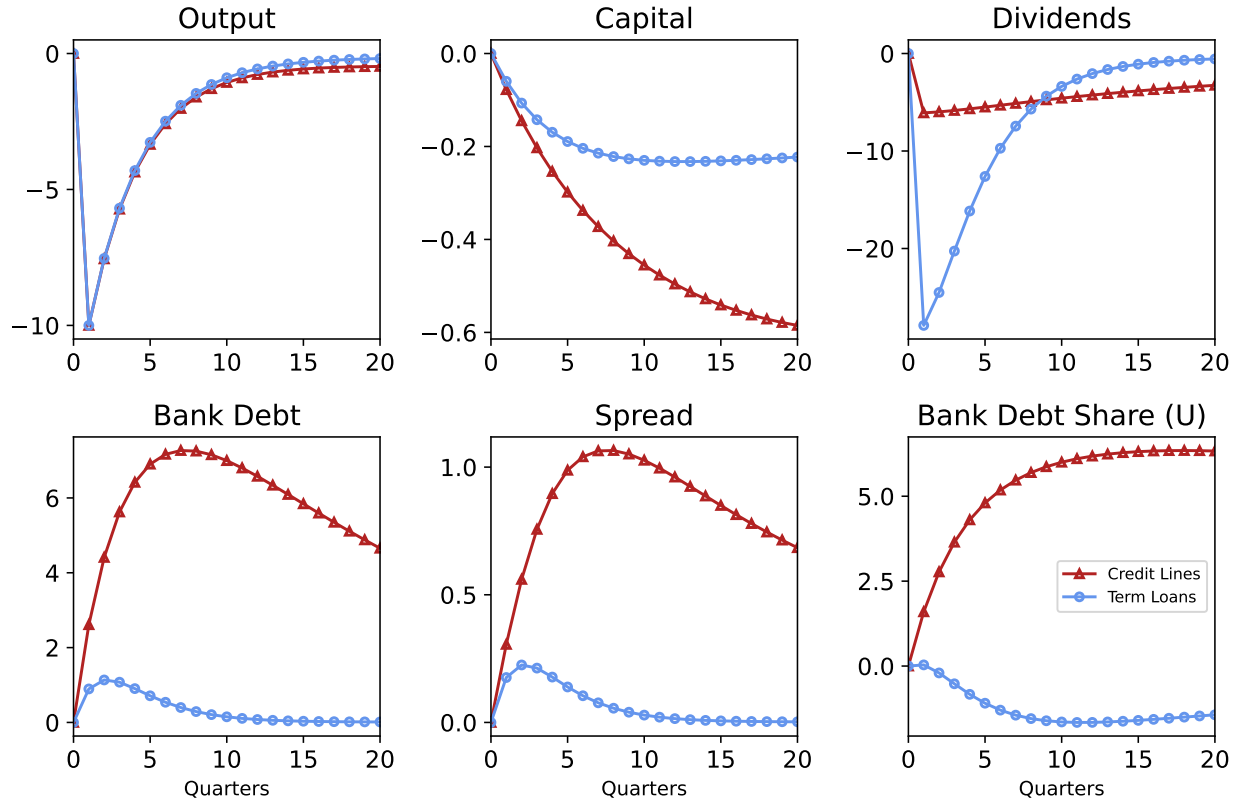 Output
0
−5
−10
0 5 10 15 20
Capital
0.0
−0.2
−0.4
−0.6
0 5 10 15 20
Dividends
0
−10
−20
0 5 10 15 20
Bank Debt
6
4
2
0
0 5 10 15 20
Quarters
Spread
1.0
0.5
0.0
0 5 10 15 20
Quarters
Bank Debt Share (U)
5.0
2.5
0.0
Credit Lines
Term Loans
0 5 10 15 20
Quarters